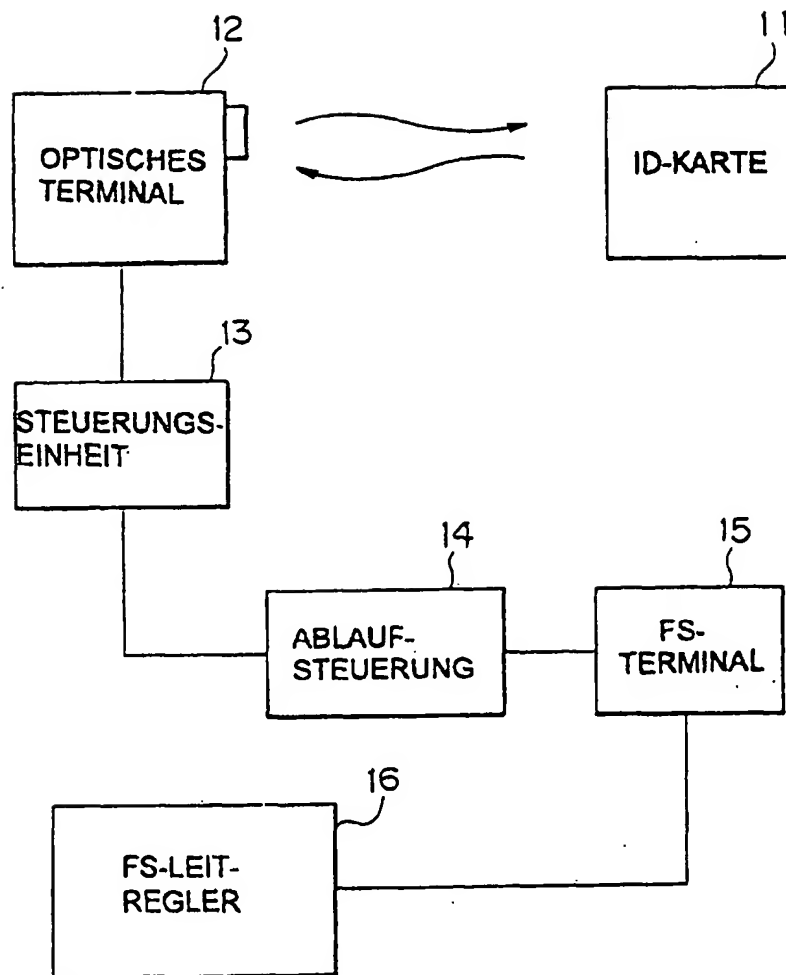 12
11
OPTISCHES
TERMINAL
ID-KARTE
13
STEUERUNGS-
EINHEIT
14
15
ABLAUF-
STEUERUNG
FS-
TERMINAL
16
FS-LEIT-
REGLER